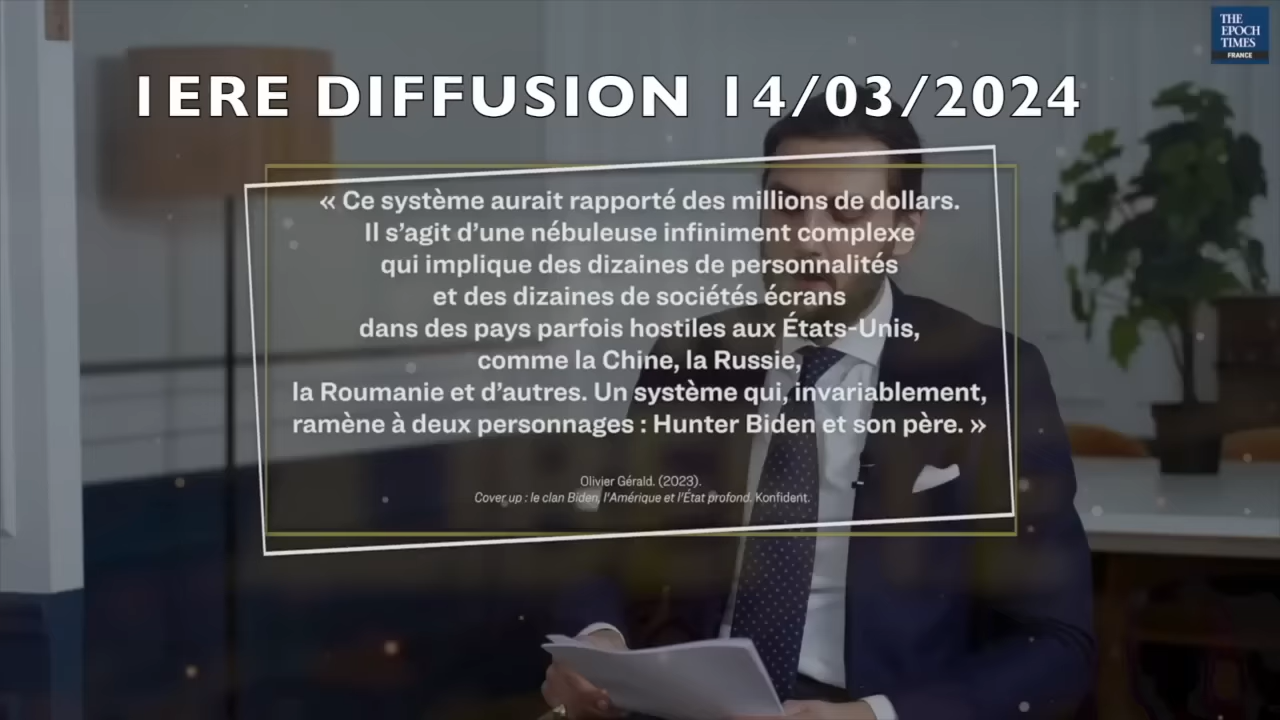 THE
EPOCH
TIMES
FRANCE
1ERE DIFFUSION 14/03/2024
« Ce système aurait rapporté des millions de dollars.
Il s’agit d’une nébuleuse infiniment complexe
qui implique des dizaines de personnalités
et des dizaines de sociétés écrans
dans des pays parfois hostiles aux États-Unis,
comme la Chine, la Russie,
la Roumanie et d’autres. Un système qui, invariablement,
ramène à deux personnages : Hunter Biden et son père. »
Olivier Gérald. (2023).
Cover up : le clan Biden, l’Amérique et l’État profond. Konfident.